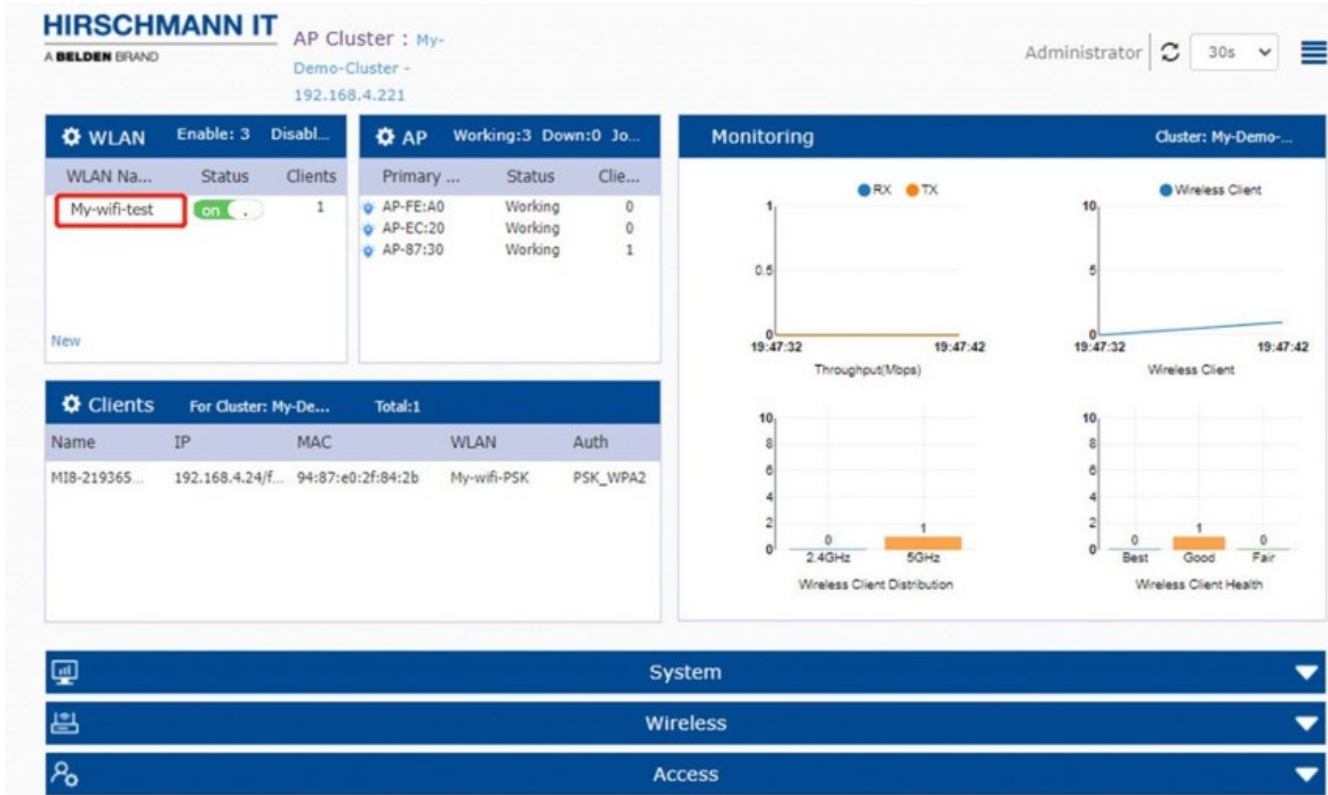 HIRSCHMANN IT
A BELDEN BRAND
AP Cluster : My-
Demo-Cluster -
192.168.4.221
Administrator 30s
WLAN Enable: 3 Disabl...
WLAN Na... Status Clients
My-wifi-test on 1
New
AP Working:3 Down:0 Jo...
Primary ... Status Clie...
AP-FE:A0 Working 0
AP-EC:20 Working 0
AP-87:30 Working 1
Clients For Cluster: My-De... Total:1
Name IP MAC WLAN Auth
MI8-219365... 192.168.4.24/f... 94:87:e0:2f:84:2b My-wifi-PSK PSK_WPA2
Monitoring Cluster: My-Demo-...
RX TX
1
0.5
0
19:47:32 19:47:42
Throughput(Mbps)
Wireless Client
10
5
0
19:47:32 19:47:42
Wireless Client
10
8
6
4
2
0
0 1
2.4GHz 5GHz
Wireless Client Distribution
10
8
6
4
2
0
0 1 0
Best Good Fair
Wireless Client Health
System
Wireless
Access